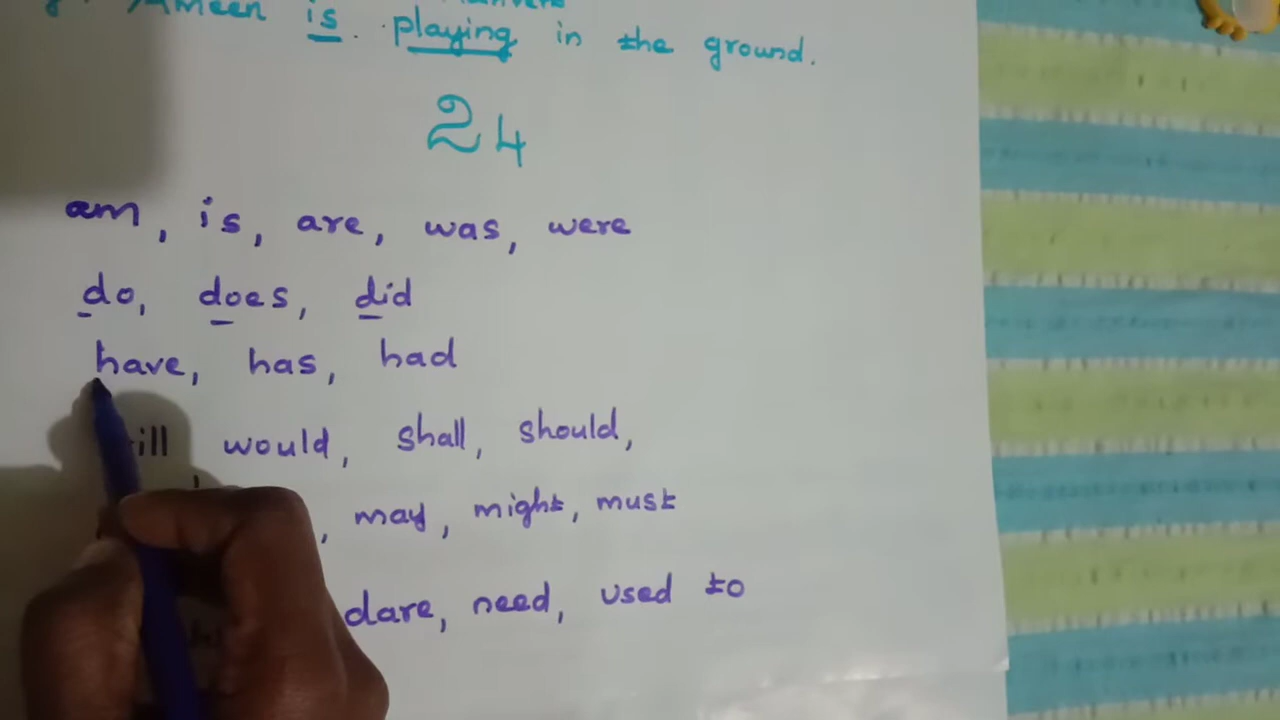 Ameen is playing in the ground.
24
am, is, are, was, were
do, does, did
have, has, had
would, shall, should,
, may, might, must
dare, need, used to